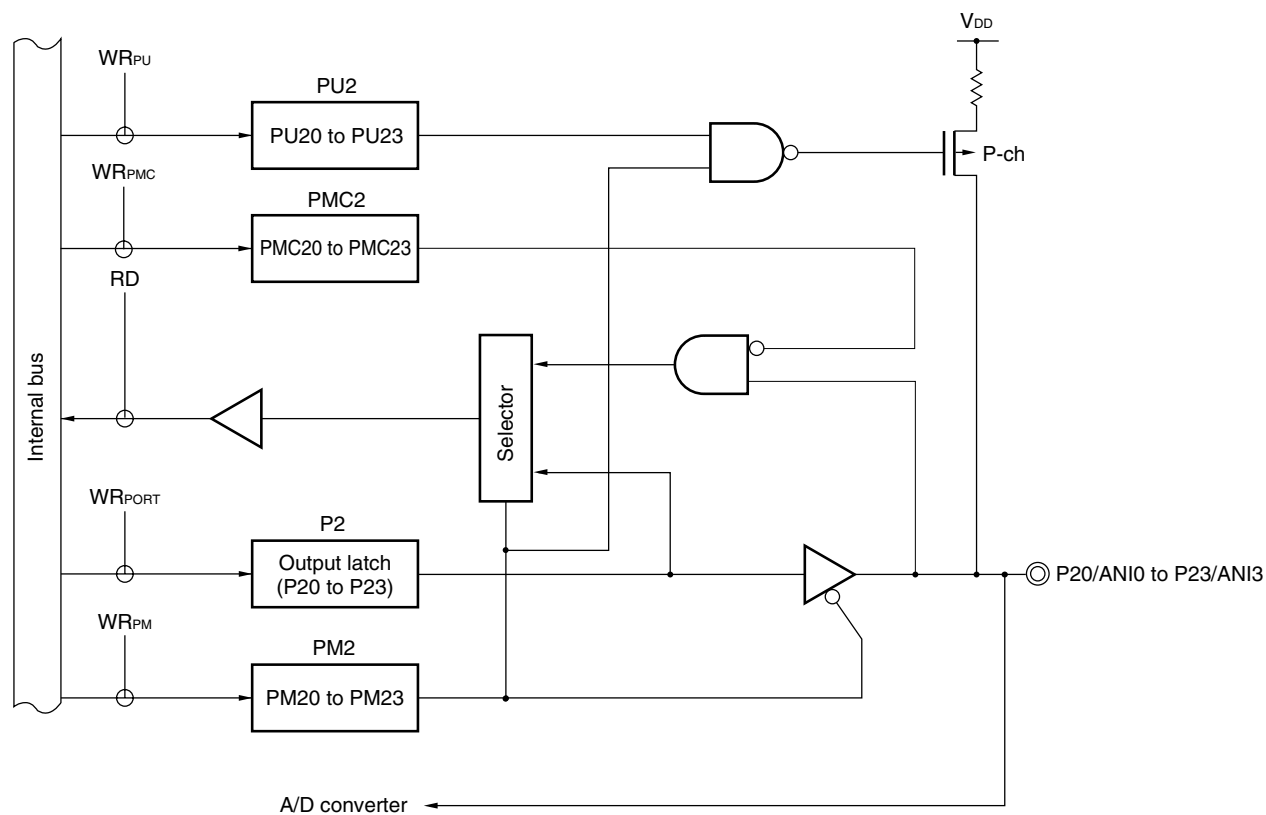 VDD
WRPU
PU2
PU20 to PU23
P-ch
WRPMC
PMC2
PMC20 to PMC23
RD
Internal bus
Selector
WRPORT
P2
Output latch
(P20 to P23)
P20/ANI0 to P23/ANI3
WRPM
PM2
PM20 to PM23
A/D converter